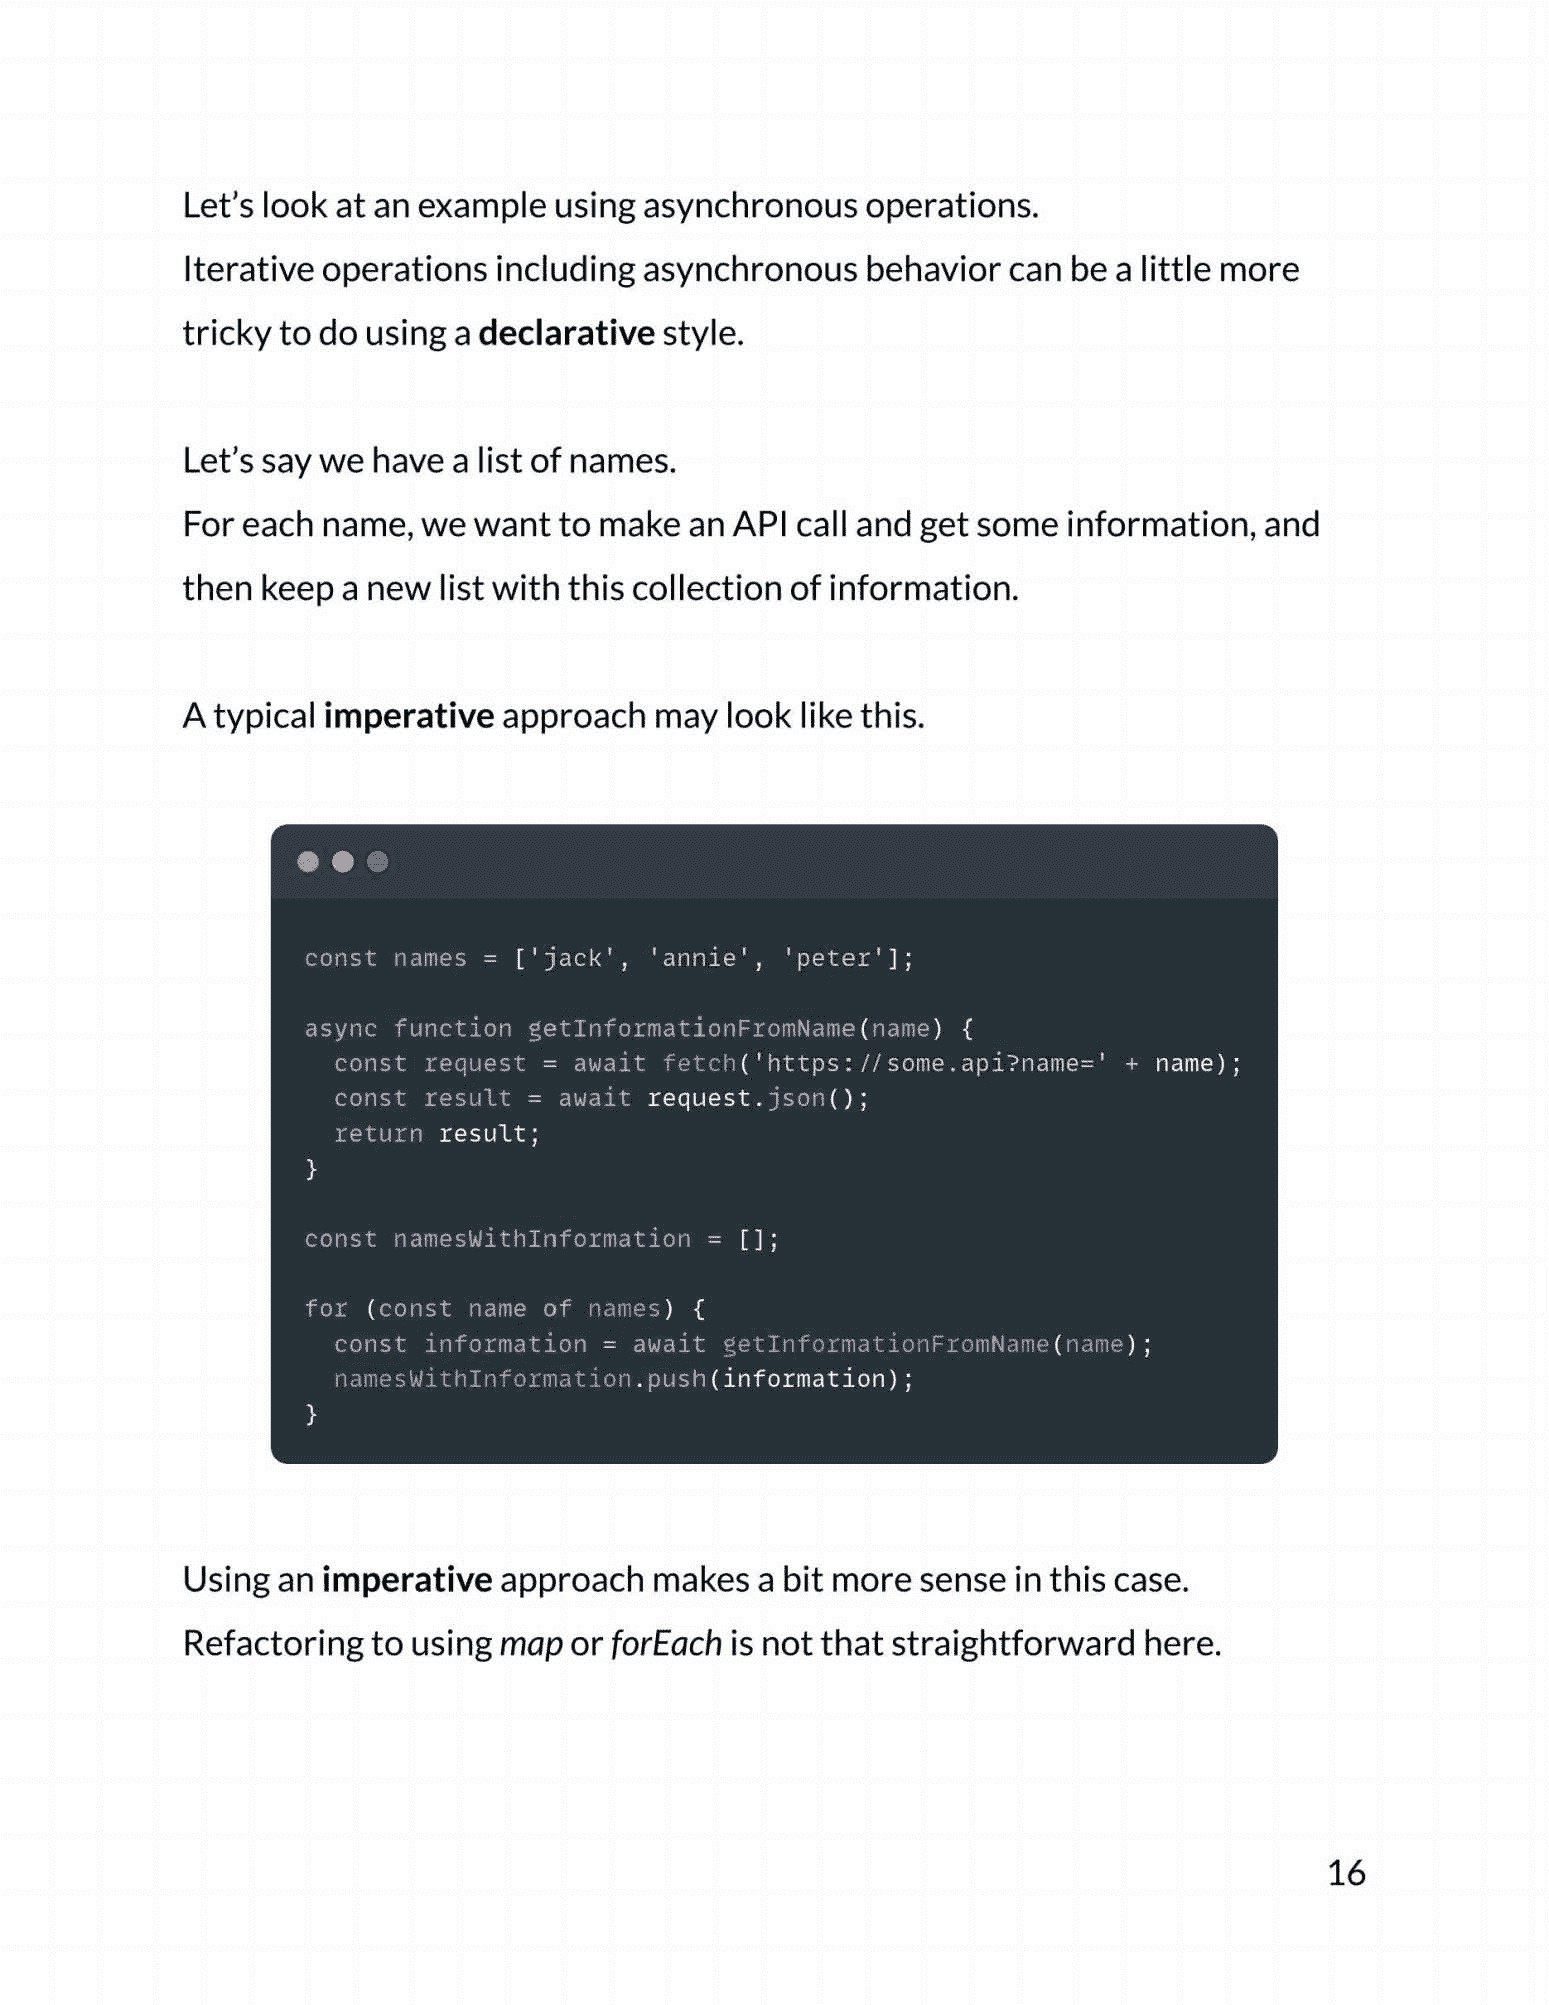 Let’s look at an example using asynchronous operations.
Iterative operations including asynchronous behavior can be a little more
tricky to do using a declarative style.
Let’s say we have a list of names.
For each name, we want to make an API call and get some information, and
then keep a new list with this collection of information.
A typical imperative approach may look like this.
const names = ['jack', 'annie', 'peter'];
async function getInformationFromName(name) {
  const request = await fetch('https://some.api?name=' + name);
  const result = await request.json();
  return result;
}
const namesWithInformation = [];
for (const name of names) {
  const information = await getInformationFromName(name);
  namesWithInformation.push(information);
}
Using an imperative approach makes a bit more sense in this case.
Refactoring to using map or forEach is not that straightforward here.
16